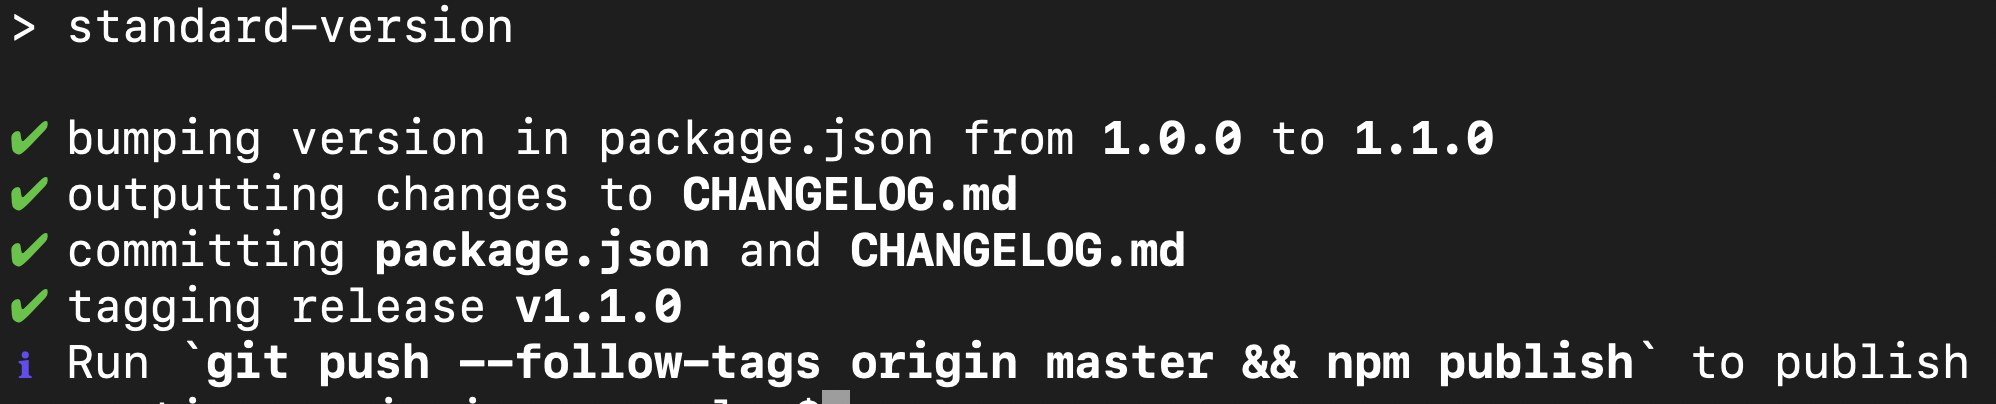 > standard-version
✔ bumping version in package.json from 1.0.0 to 1.1.0
✔ outputting changes to CHANGELOG.md
✔ committing package.json and CHANGELOG.md
✔ tagging release v1.1.0
ℹ Run `git push --follow-tags origin master && npm publish` to publish